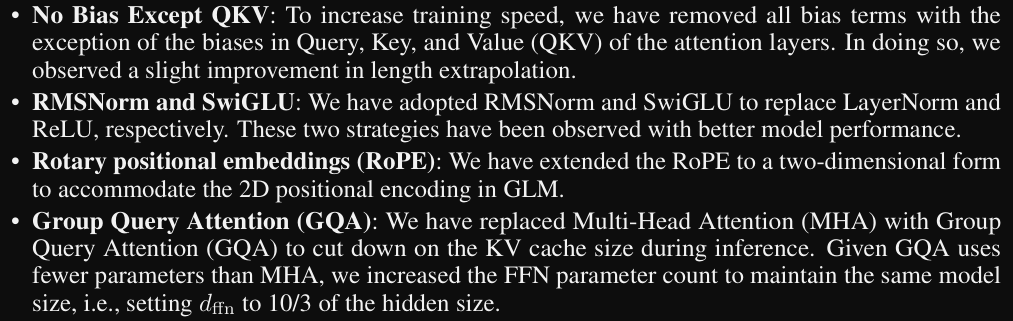 • No Bias Except QKV: To increase training speed, we have removed all bias terms with the
exception of the biases in Query, Key, and Value (QKV) of the attention layers. In doing so, we
observed a slight improvement in length extrapolation.
• RMSNorm and SwiGLU: We have adopted RMSNorm and SwiGLU to replace LayerNorm and
ReLU, respectively. These two strategies have been observed with better model performance.
• Rotary positional embeddings (RoPE): We have extended the RoPE to a two-dimensional form
to accommodate the 2D positional encoding in GLM.
• Group Query Attention (GQA): We have replaced Multi-Head Attention (MHA) with Group
Query Attention (GQA) to cut down on the KV cache size during inference. Given GQA uses
fewer parameters than MHA, we increased the FFN parameter count to maintain the same model
size, i.e., setting d_ffn to 10/3 of the hidden size.